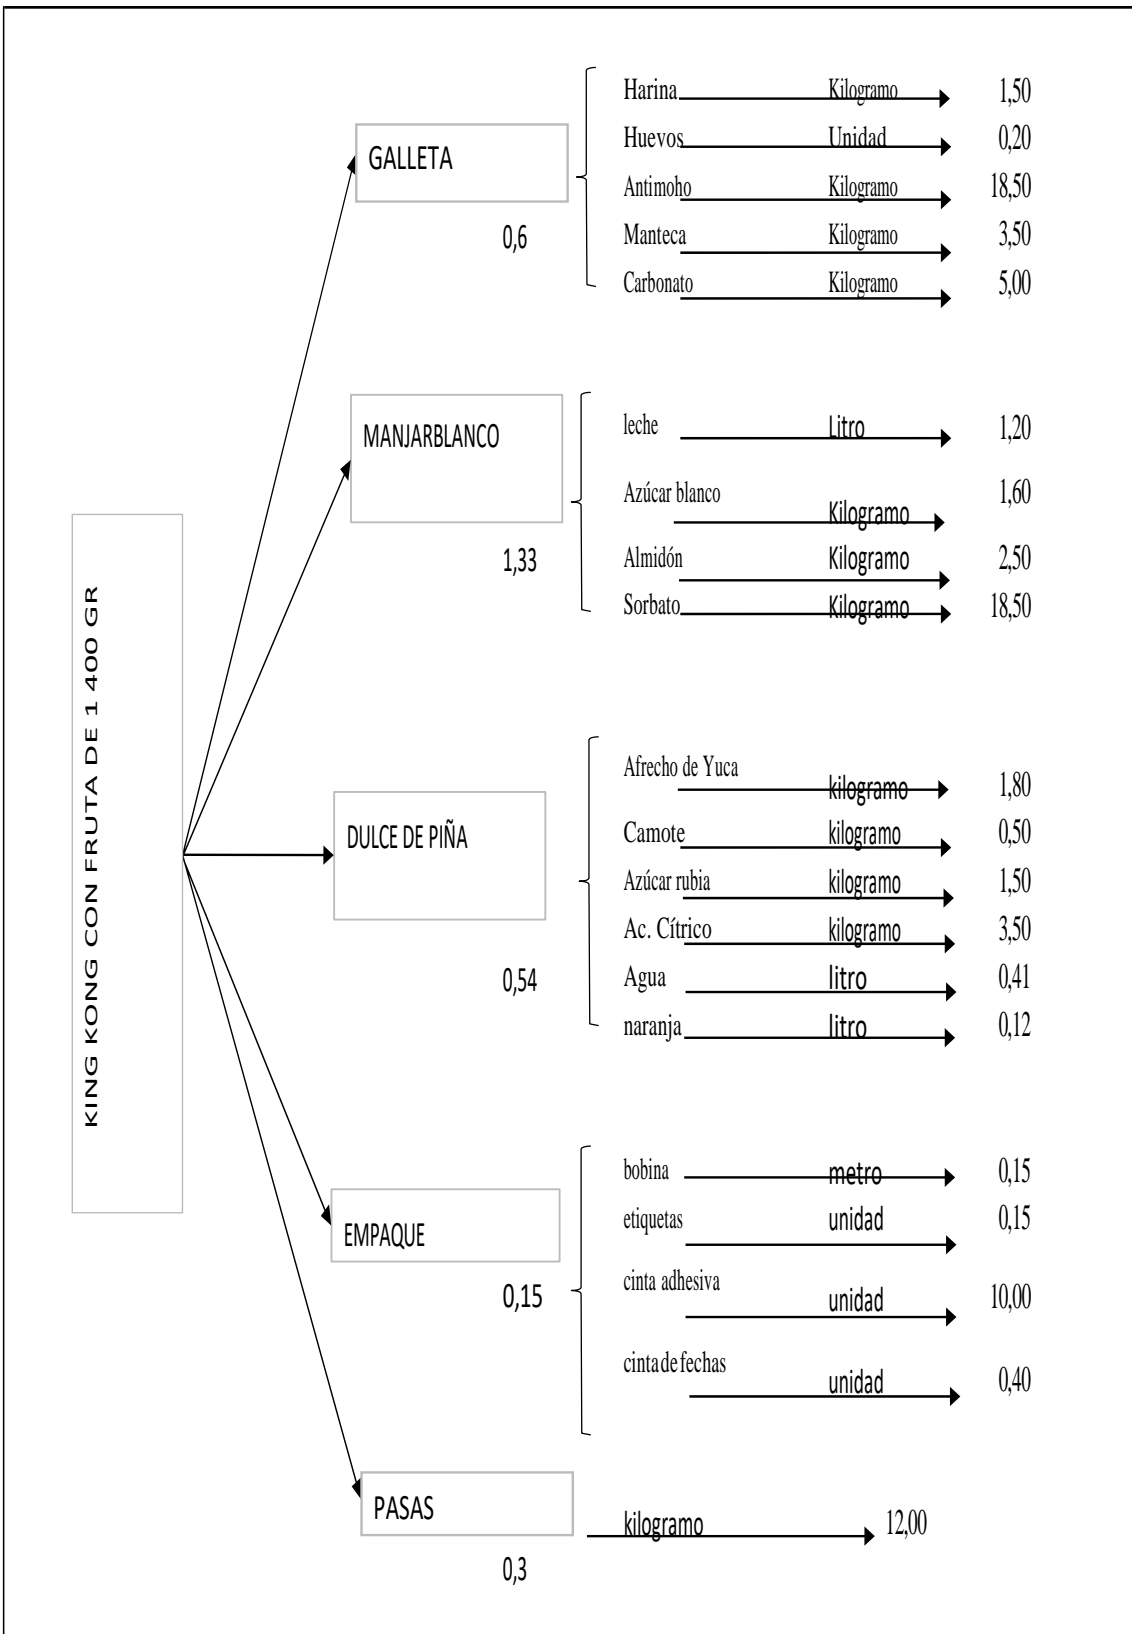 KING KONG CON FRUTA DE 1 400 GR
GALLETA
0,6
Harina Kilogramo 1,50
Huevos Unidad 0,20
Antimoho Kilogramo 18,50
Manteca Kilogramo 3,50
Carbonato Kilogramo 5,00
MANJARBLANCO
1,33
leche Litro 1,20
Azúcar blanco Kilogramo 1,60
Almidón Kilogramo 2,50
Sorbato Kilogramo 18,50
DULCE DE PIÑA
0,54
Afrecho de Yuca kilogramo 1,80
Camote kilogramo 0,50
Azúcar rubia kilogramo 1,50
Ac. Cítrico kilogramo 3,50
Agua litro 0,41
naranja litro 0,12
EMPAQUE
0,15
bobina metro 0,15
etiquetas unidad 0,15
cinta adhesiva unidad 10,00
cinta de fechas unidad 0,40
PASAS
0,3
kilogramo 12,00